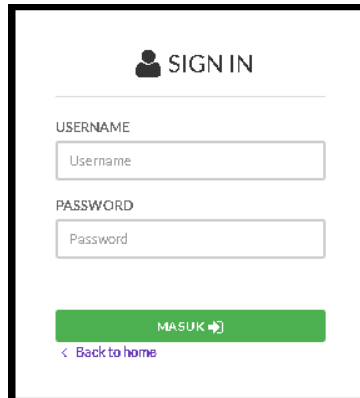 SIGN IN
USERNAME
Username
PASSWORD
Password
MASUK
< Back to home